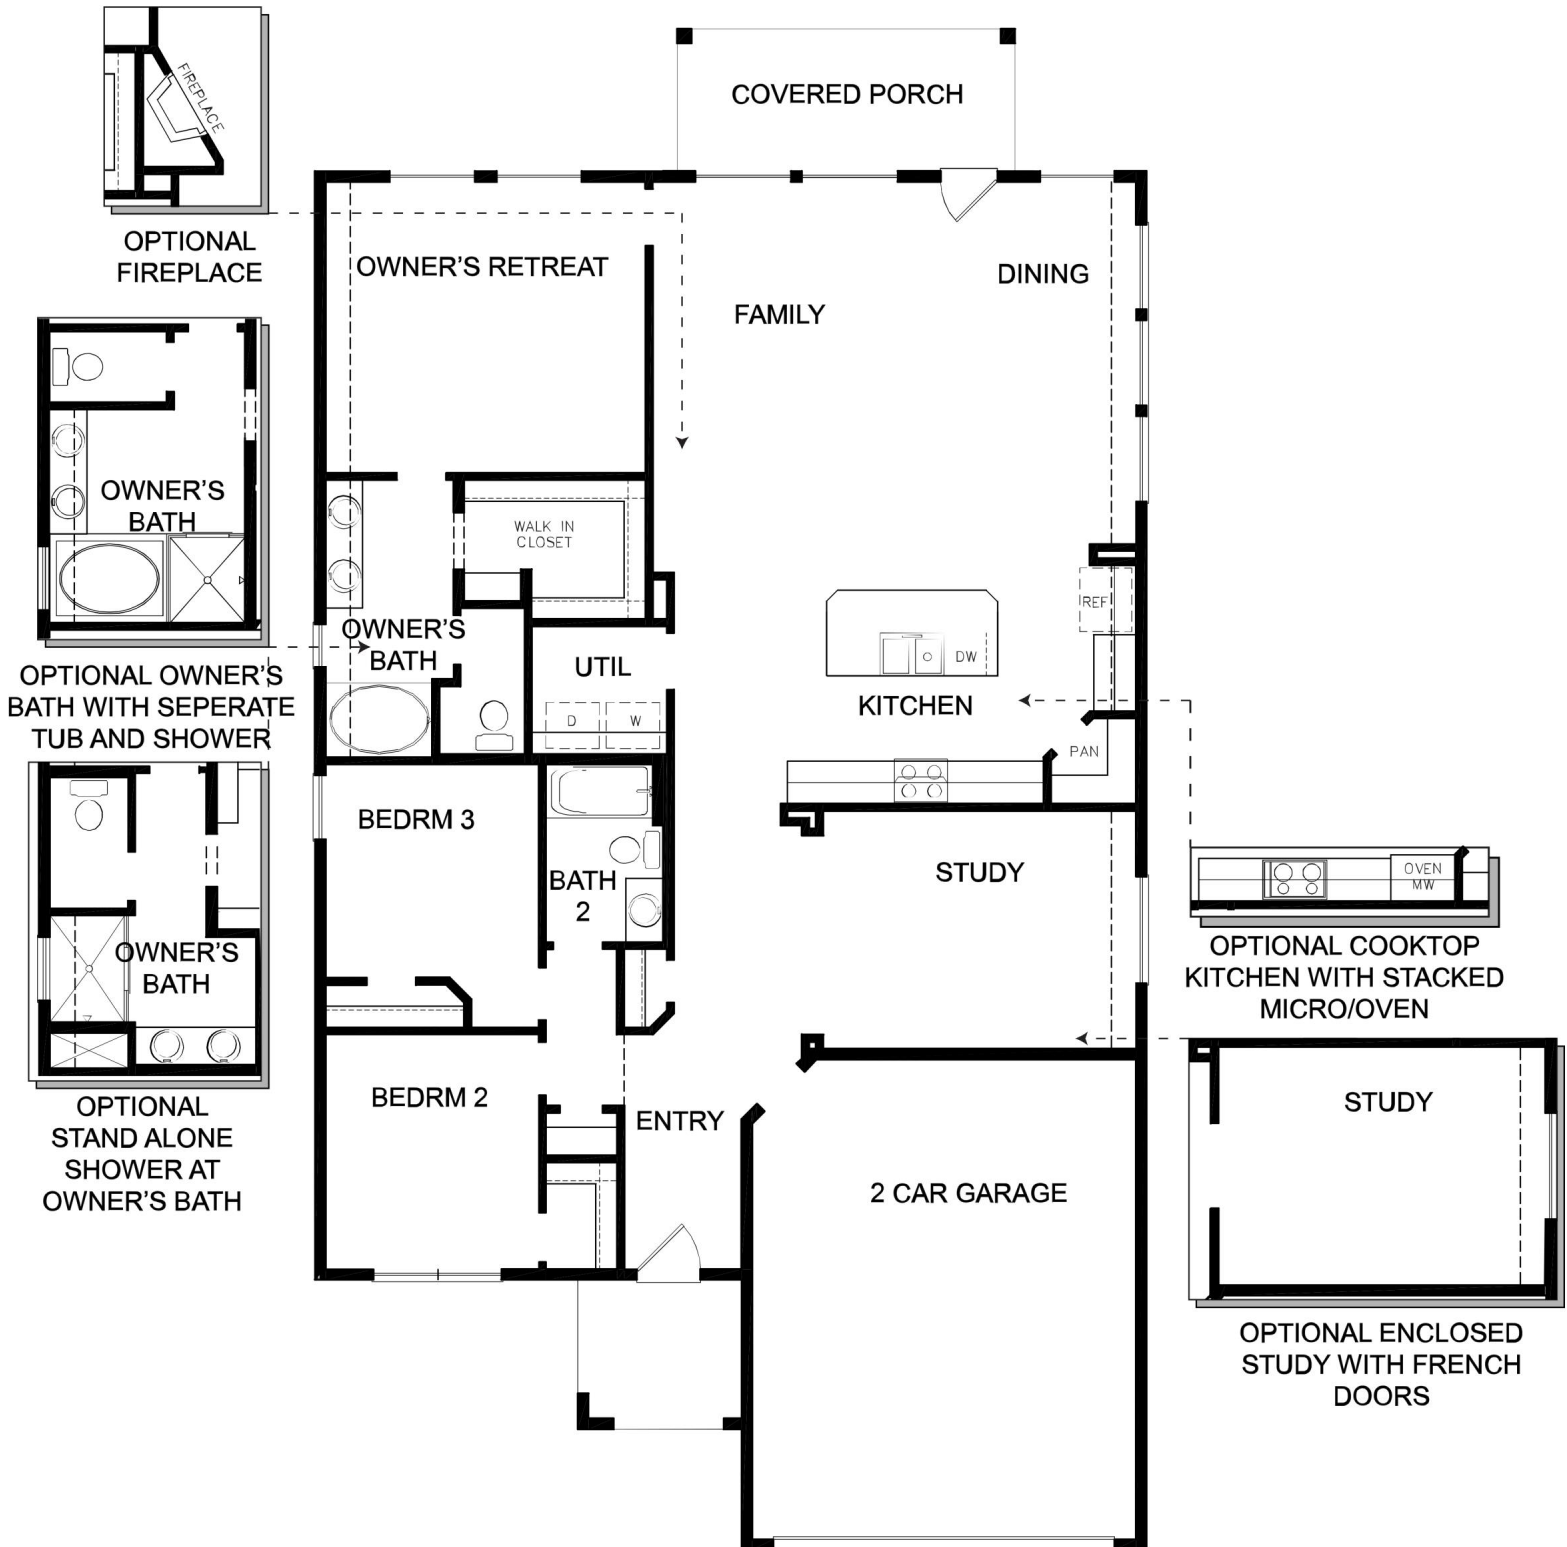 FIREPLACE
OPTIONAL
FIREPLACE
COVERED PORCH
OWNER'S RETREAT
FAMILY
DINING
OWNER'S
BATH
OPTIONAL OWNER'S
BATH WITH SEPERATE
TUB AND SHOWER
WALK IN
CLOSET
OWNER'S
BATH
UTIL
D
W
REF
DW
KITCHEN
PAN
BEDRM 3
BATH
2
STUDY
OWNER'S
BATH
OPTIONAL
STAND ALONE
SHOWER AT
OWNER'S BATH
OVEN
MW
OPTIONAL COOKTOP
KITCHEN WITH STACKED
MICRO/OVEN
BEDRM 2
ENTRY
2 CAR GARAGE
STUDY
OPTIONAL ENCLOSED
STUDY WITH FRENCH
DOORS